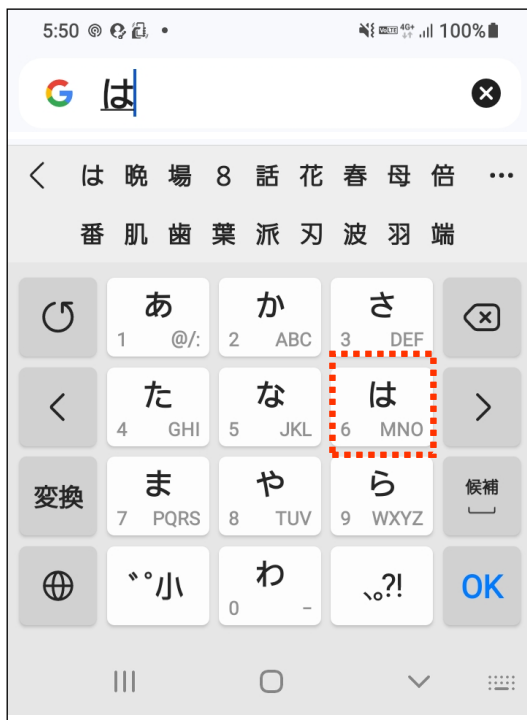 5:50 4G+ 100%
G は
は 晩 場 8 話 花 春 母 倍 …
番 肌 歯 葉 派 刃 波 羽 端
あ か さ
1 @/: 2 ABC 3 DEF
た な は
4 GHI 5 JKL 6 MNO
変換 ま や ら 候補
7 PQRS 8 TUV 9 WXYZ
゛゜小 わ 、。?! OK
0 –